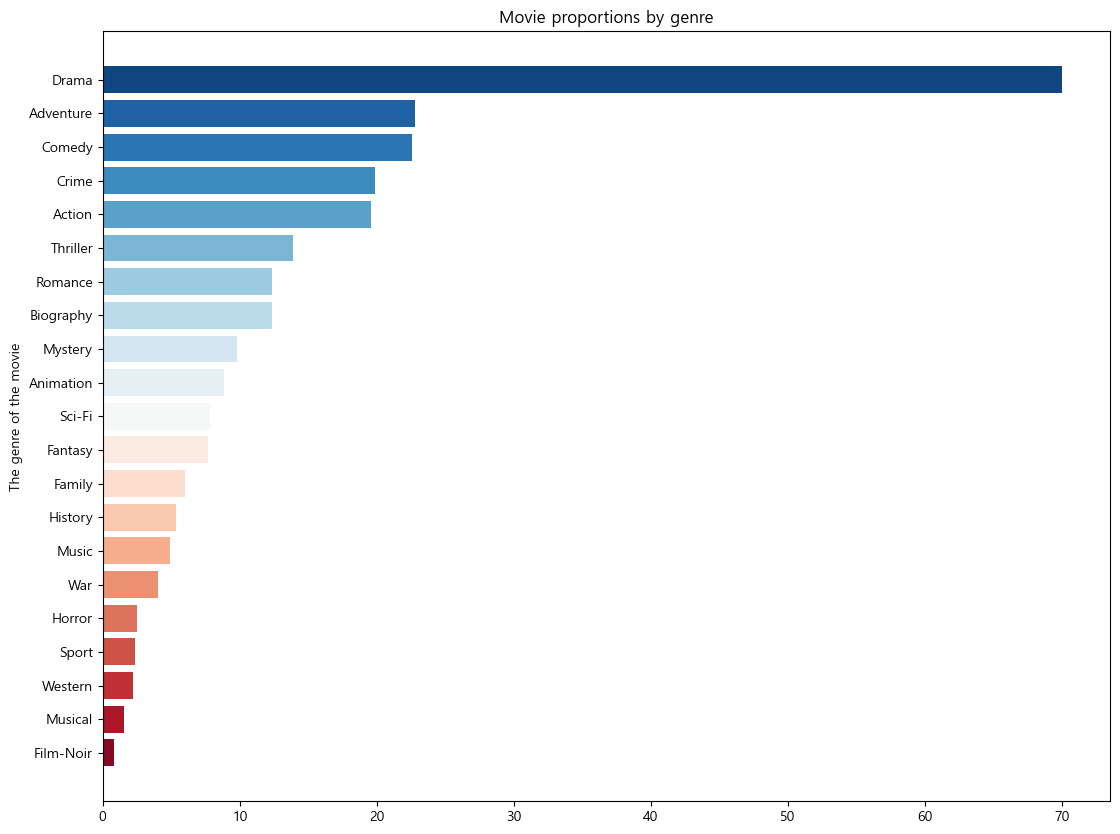 Movie proportions by genre
The genre of the movie
Drama
Adventure
Comedy
Crime
Action
Thriller
Romance
Biography
Mystery
Animation
Sci-Fi
Fantasy
Family
History
Music
War
Horror
Sport
Western
Musical
Film-Noir
0 10 20 30 40 50 60 70